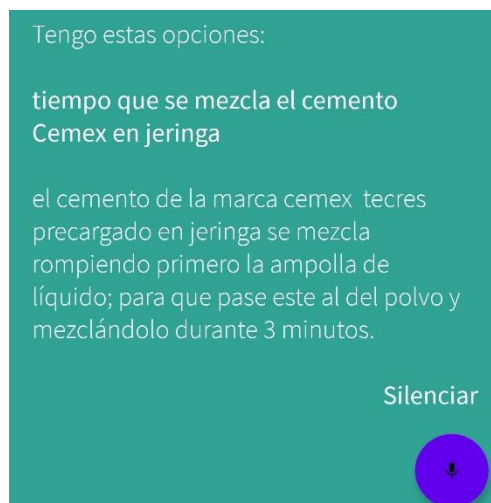 Tengo estas opciones:
tiempo que se mezcla el cemento
Cemex en jeringa
el cemento de la marca cemex  tecres
precargado en jeringa se mezcla
rompiendo primero la ampolla de
líquido; para que pase este al del polvo y
mezclándolo durante 3 minutos.
Silenciar